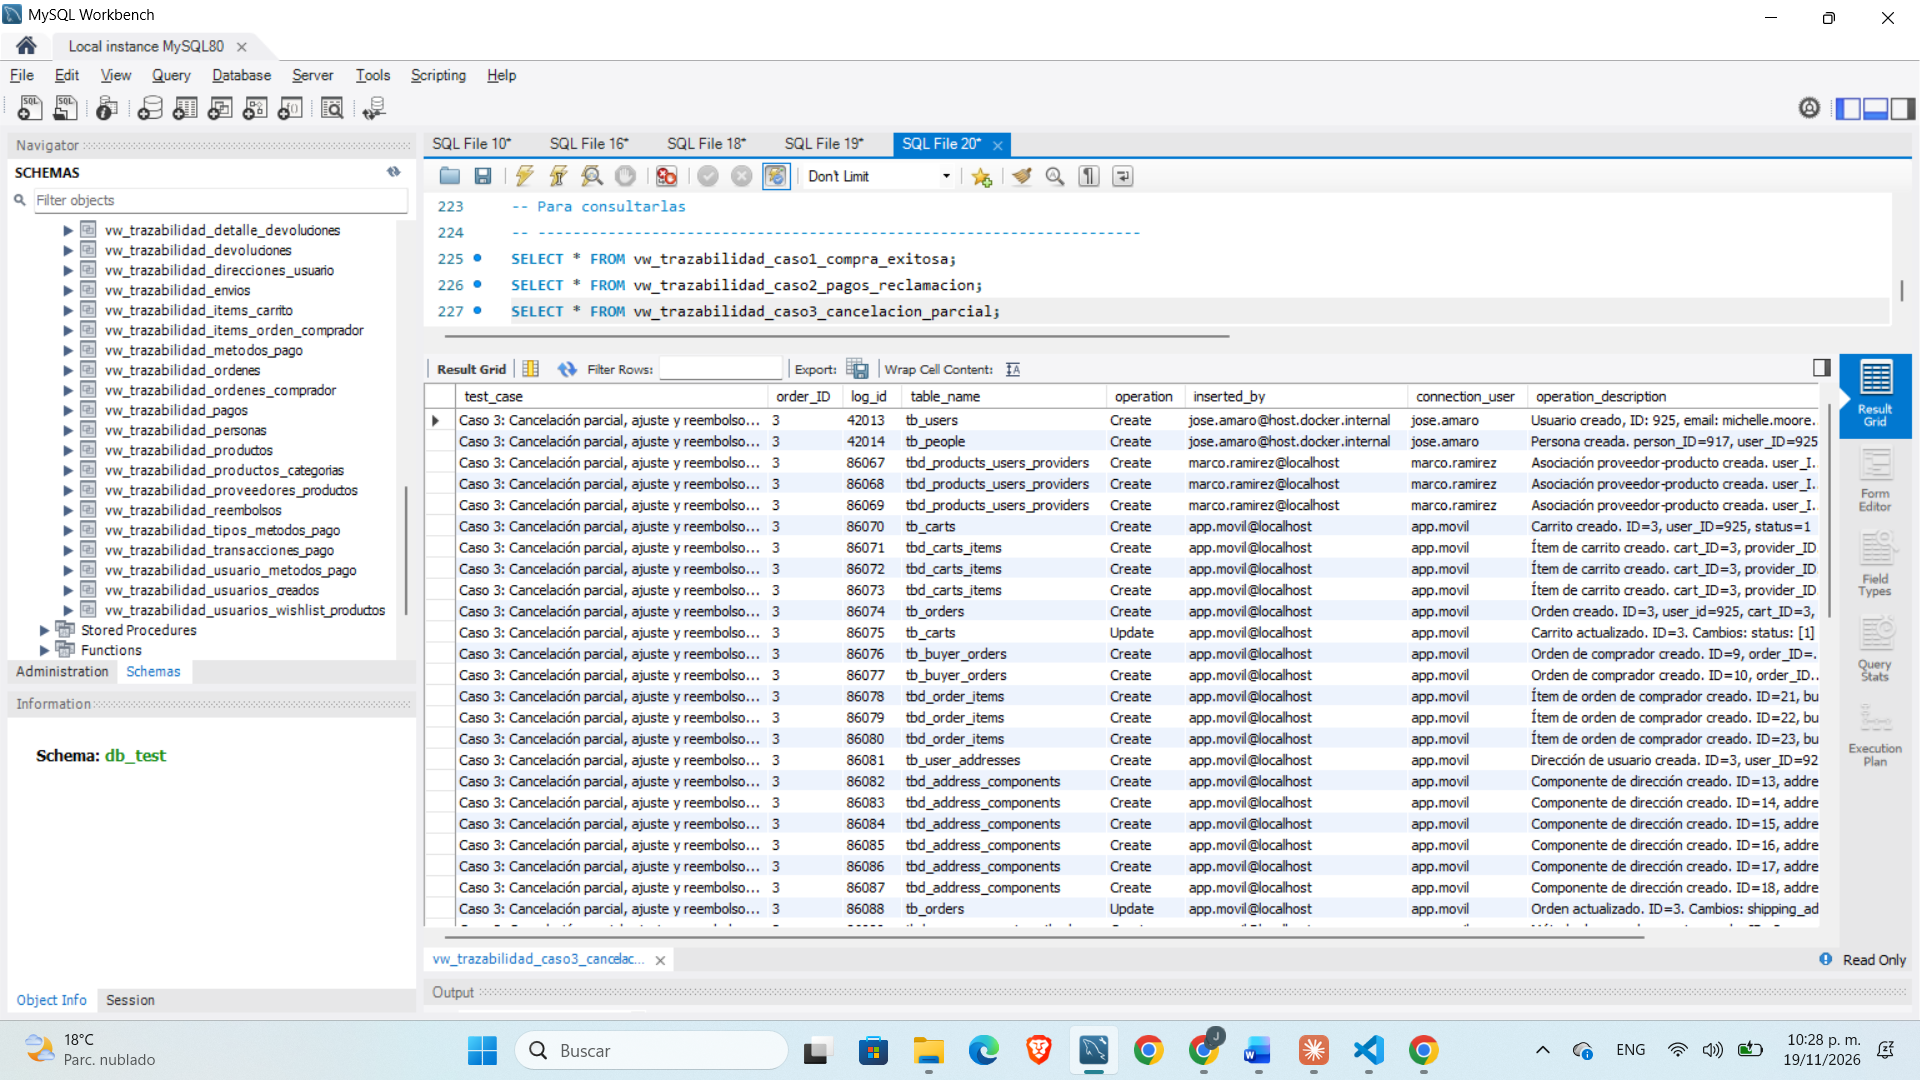 MySQL Workbench
Local instance MySQL80
File Edit View Query Database Server Tools Scripting Help
Navigator
SCHEMAS
Filter objects
vw_trazabilidad_detalle_devoluciones
vw_trazabilidad_devoluciones
vw_trazabilidad_direcciones_usuario
vw_trazabilidad_envios
vw_trazabilidad_items_carrito
vw_trazabilidad_items_orden_comprador
vw_trazabilidad_metodos_pago
vw_trazabilidad_ordenes
vw_trazabilidad_ordenes_comprador
vw_trazabilidad_pagos
vw_trazabilidad_personas
vw_trazabilidad_productos
vw_trazabilidad_productos_categorias
vw_trazabilidad_proveedores_productos
vw_trazabilidad_reembolsos
vw_trazabilidad_tipos_metodos_pago
vw_trazabilidad_transacciones_pago
vw_trazabilidad_usuario_metodos_pago
vw_trazabilidad_usuarios_creados
vw_trazabilidad_usuarios_wishlist_productos
Stored Procedures
Functions
Administration Schemas
Information
Schema: db_test
Object Info Session
SQL File 10* SQL File 16* SQL File 18* SQL File 19* SQL File 20*
Don't Limit
223 -- Para consultarlas
224 -- ---------------------------------------------------------------------
225 SELECT * FROM vw_trazabilidad_caso1_compra_exitosa;
226 SELECT * FROM vw_trazabilidad_caso2_pagos_reclamacion;
227 SELECT * FROM vw_trazabilidad_caso3_cancelacion_parcial;
Result Grid Filter Rows: Export: Wrap Cell Content:
test_case order_ID log_id table_name operation inserted_by connection_user operation_description
Caso 3: Cancelación parcial, ajuste y reembolso... 3 42013 tb_users Create jose.amaro@host.docker.internal jose.amaro Usuario creado, ID: 925, email: michelle.moore...
Caso 3: Cancelación parcial, ajuste y reembolso... 3 42014 tb_people Create jose.amaro@host.docker.internal jose.amaro Persona creada. person_ID=917, user_ID=925
Caso 3: Cancelación parcial, ajuste y reembolso... 3 86067 tbd_products_users_providers Create marco.ramirez@localhost marco.ramirez Asociación proveedor-producto creada. user_I...
Caso 3: Cancelación parcial, ajuste y reembolso... 3 86068 tbd_products_users_providers Create marco.ramirez@localhost marco.ramirez Asociación proveedor-producto creada. user_I...
Caso 3: Cancelación parcial, ajuste y reembolso... 3 86069 tbd_products_users_providers Create marco.ramirez@localhost marco.ramirez Asociación proveedor-producto creada. user_I...
Caso 3: Cancelación parcial, ajuste y reembolso... 3 86070 tb_carts Create app.movil@localhost app.movil Carrito creado. ID=3, user_ID=925, status=1
Caso 3: Cancelación parcial, ajuste y reembolso... 3 86071 tbd_carts_items Create app.movil@localhost app.movil Ítem de carrito creado. cart_ID=3, provider_ID
Caso 3: Cancelación parcial, ajuste y reembolso... 3 86072 tbd_carts_items Create app.movil@localhost app.movil Ítem de carrito creado. cart_ID=3, provider_ID
Caso 3: Cancelación parcial, ajuste y reembolso... 3 86073 tbd_carts_items Create app.movil@localhost app.movil Ítem de carrito creado. cart_ID=3, provider_ID
Caso 3: Cancelación parcial, ajuste y reembolso... 3 86074 tb_orders Create app.movil@localhost app.movil Orden creado. ID=3, user_id=925, cart_ID=3,
Caso 3: Cancelación parcial, ajuste y reembolso... 3 86075 tb_carts Update app.movil@localhost app.movil Carrito actualizado. ID=3. Cambios: status: [1]
Caso 3: Cancelación parcial, ajuste y reembolso... 3 86076 tb_buyer_orders Create app.movil@localhost app.movil Orden de comprador creado. ID=9, order_ID=...
Caso 3: Cancelación parcial, ajuste y reembolso... 3 86077 tb_buyer_orders Create app.movil@localhost app.movil Orden de comprador creado. ID=10, order_ID...
Caso 3: Cancelación parcial, ajuste y reembolso... 3 86078 tbd_order_items Create app.movil@localhost app.movil Ítem de orden de comprador creado. ID=21, bu
Caso 3: Cancelación parcial, ajuste y reembolso... 3 86079 tbd_order_items Create app.movil@localhost app.movil Ítem de orden de comprador creado. ID=22, bu
Caso 3: Cancelación parcial, ajuste y reembolso... 3 86080 tbd_order_items Create app.movil@localhost app.movil Ítem de orden de comprador creado. ID=23, bu
Caso 3: Cancelación parcial, ajuste y reembolso... 3 86081 tb_user_addresses Create app.movil@localhost app.movil Dirección de usuario creada. ID=3, user_ID=92
Caso 3: Cancelación parcial, ajuste y reembolso... 3 86082 tbd_address_components Create app.movil@localhost app.movil Componente de dirección creado. ID=13, addre
Caso 3: Cancelación parcial, ajuste y reembolso... 3 86083 tbd_address_components Create app.movil@localhost app.movil Componente de dirección creado. ID=14, addre
Caso 3: Cancelación parcial, ajuste y reembolso... 3 86084 tbd_address_components Create app.movil@localhost app.movil Componente de dirección creado. ID=15, addre
Caso 3: Cancelación parcial, ajuste y reembolso... 3 86085 tbd_address_components Create app.movil@localhost app.movil Componente de dirección creado. ID=16, addre
Caso 3: Cancelación parcial, ajuste y reembolso... 3 86086 tbd_address_components Create app.movil@localhost app.movil Componente de dirección creado. ID=17, addre
Caso 3: Cancelación parcial, ajuste y reembolso... 3 86087 tbd_address_components Create app.movil@localhost app.movil Componente de dirección creado. ID=18, addre
Caso 3: Cancelación parcial, ajuste y reembolso... 3 86088 tb_orders Update app.movil@localhost app.movil Orden actualizado. ID=3. Cambios: shipping_ad
Result
Grid
Form
Editor
Field
Types
Query
Stats
Execution
Plan
vw_trazabilidad_caso3_cancelac...
Read Only
Output
18°C
Parc. nublado
Buscar
J
ENG
10:28 p. m.
19/11/2026